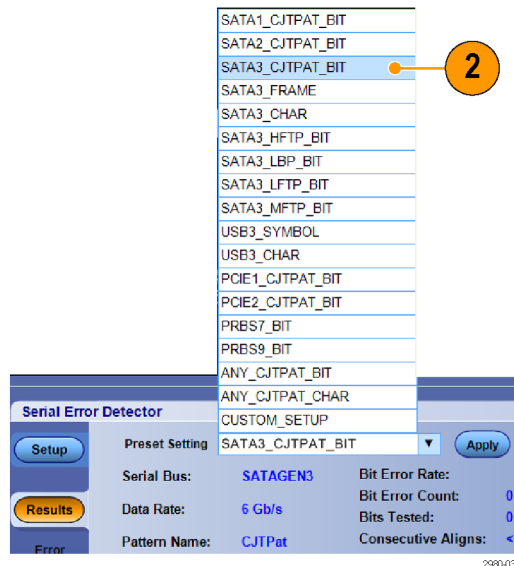 SATA1_CJTPAT_BIT
SATA2_CJTPAT_BIT
SATA3_CJTPAT_BIT
2
SATA3_FRAME
SATA3_CHAR
SATA3_HFTP_BIT
SATA3_LBP_BIT
SATA3_LFTP_BIT
SATA3_MFTP_BIT
USB3_SYMBOL
USB3_CHAR
PCIE1_CJTPAT_BIT
PCIE2_CJTPAT_BIT
PRBS7_BIT
PRBS9_BIT
ANY_CJTPAT_BIT
ANY_CJTPAT_CHAR
CUSTOM_SETUP
Serial Error Detector
Setup Preset Setting SATA3_CJTPAT_BIT Apply
Serial Bus: SATAGEN3 Bit Error Rate:
Bit Error Count: 0
Results Data Rate: 6 Gb/s
Bits Tested: 0
Pattern Name: CJTPat Consecutive Aligns: <
Error
2980-03